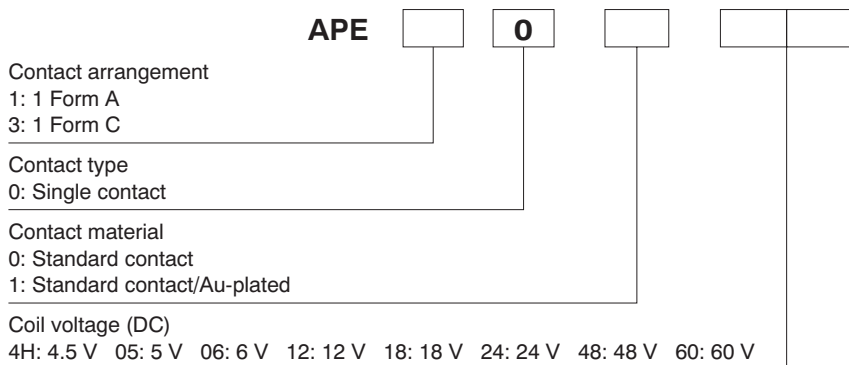 APE 0
Contact arrangement
1: 1 Form A
3: 1 Form C
Contact type
0: Single contact
Contact material
0: Standard contact
1: Standard contact/Au-plated
Coil voltage (DC)
4H: 4.5 V 05: 5 V 06: 6 V 12: 12 V 18: 18 V 24: 24 V 48: 48 V 60: 60 V